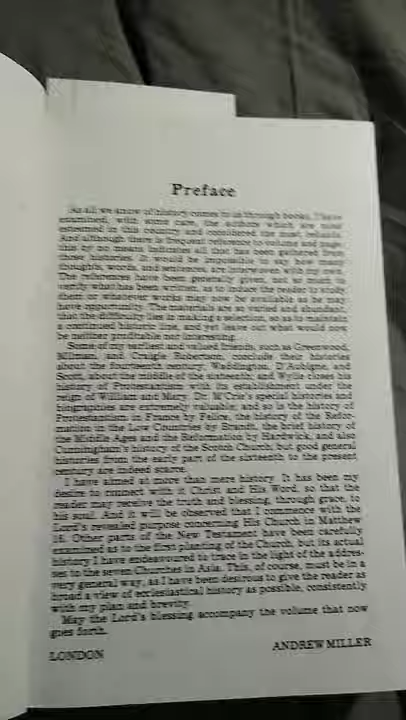 Preface
As all we know of history comes to us through books, I have
examined, with some care, the authors which are most
esteemed in this country and considered the most reliable.
And although there is frequent reference to volume and page,
this by no means indicates all that has been gathered from
those histories. It would be impossible to say how many
thoughts, words, and sentences, are interwoven with my own.
The references have been generally given, not so much to
verify what has been written, as to induce the reader to study
them or whatever works may now be available as he may
have opportunity. The materials are so varied and abundant,
that the difficulty lies in making a selection, so as to maintain
a continued historic line, and yet leave out what would now
be neither profitable nor interesting.
Some of my earliest and valued friends, such as Greenwood,
Milman, and Craigie Robertson, conclude their histories
about the fourteenth century. Waddington, D'Aubigne, and
Scott, about the middle of the sixteenth; and Wylie closes his
history of Protestantism with its establishment under the
reign of William and Mary. Dr. M'Crie's special histories and
biographies are extremely valuable, and so is the history of
Protestantism in France by Felice, the history of the Refor-
mation in the Low Countries by Brandt, the brief history of
the Middle Ages and the Reformation by Hardwick, and also
Cunningham's history of the Scotch Church, but good general
histories from the early part of the sixteenth to the present
century are indeed scarce.
I have aimed at more than mere history. It has been my
desire to connect with it Christ and His Word, so that the
reader may receive the truth and blessing, through grace, to
his soul. And it will be observed that I commence with the
Lord's revealed purpose concerning His Church in Matthew
16. Other parts of the New Testament have been carefully
examined as to the first planting of the Church, but its actual
history I have endeavoured to trace in the light of the addres-
ses to the seven Churches in Asia. This, of course, must be in a
very general way, as I have been desirous to give the reader as
broad a view of ecclesiastical history as possible, consistently
with my plan and brevity.
May the Lord's blessing accompany the volume that now
goes forth.
LONDON ANDREW MILLER